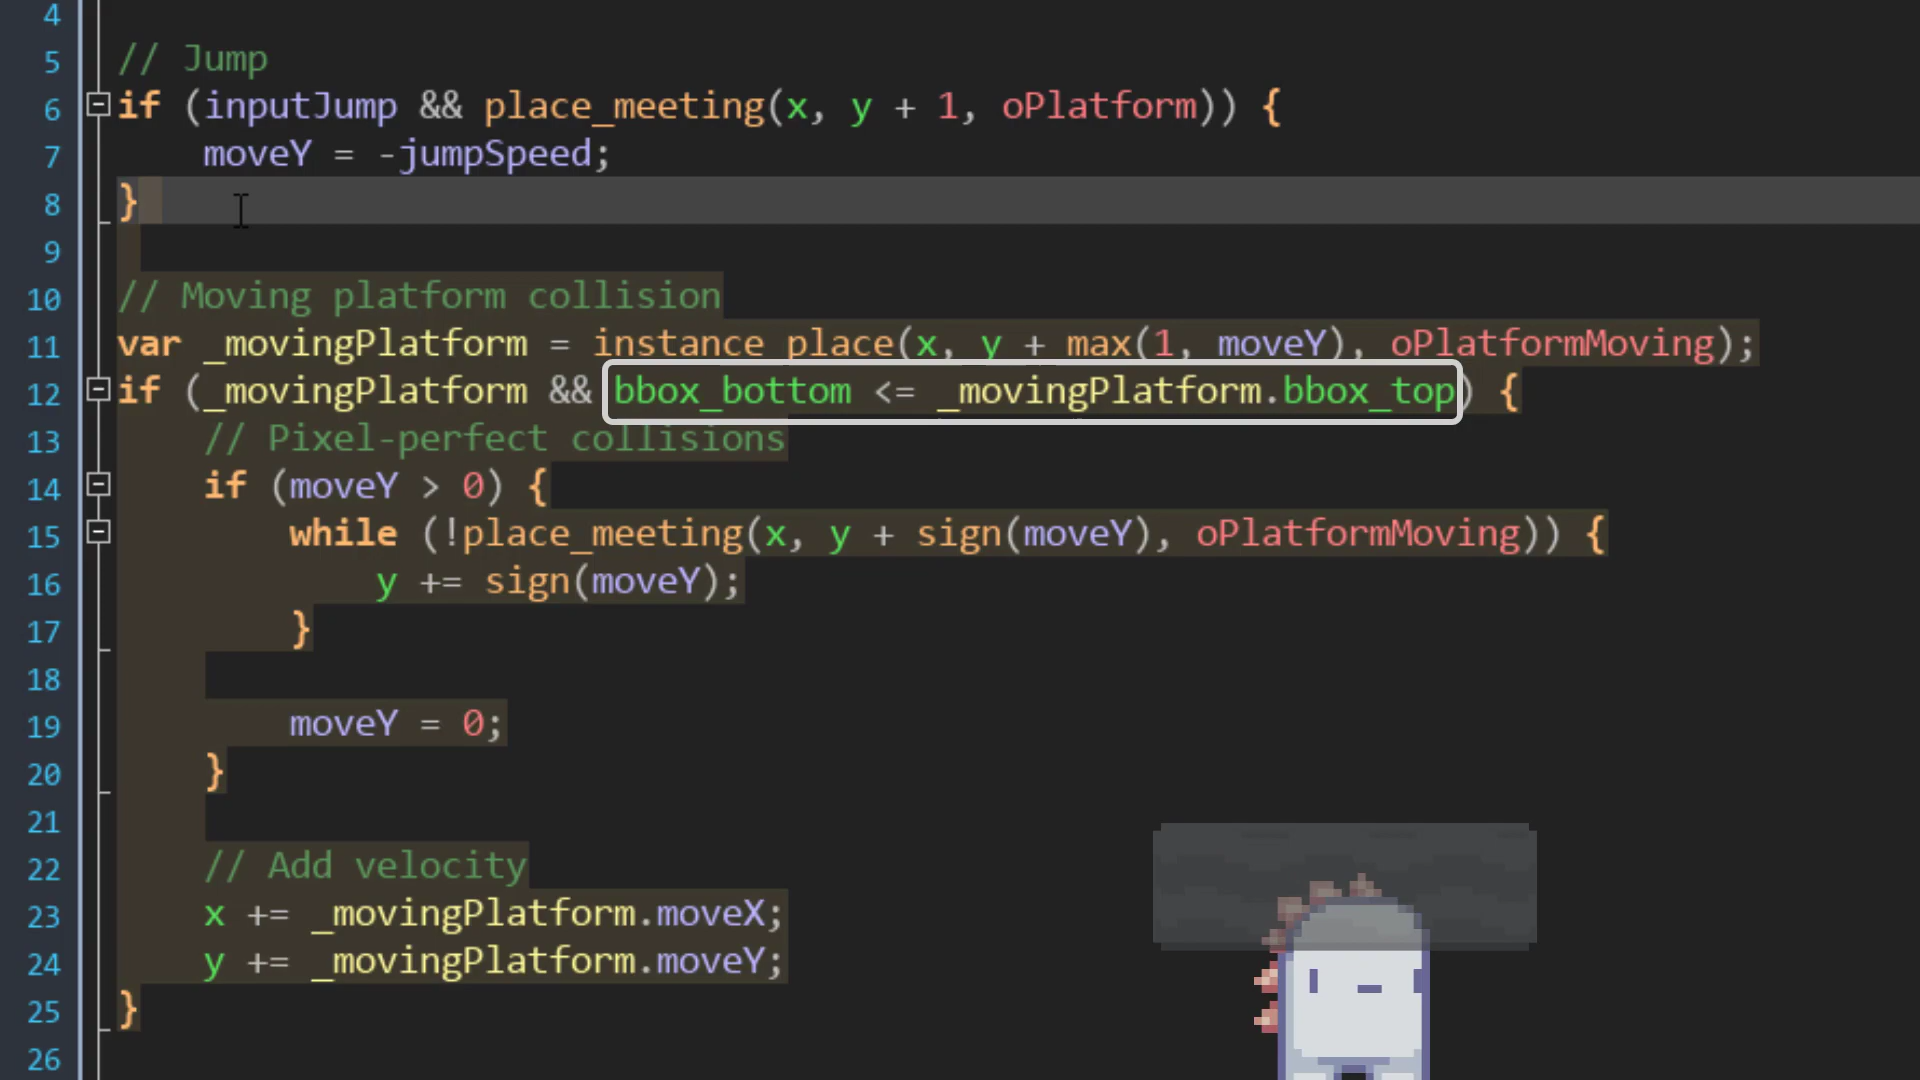 4
5 // Jump
6 if (inputJump && place_meeting(x, y + 1, oPlatform)) {
7 moveY = -jumpSpeed;
8 }
9
10 // Moving platform collision
11 var _movingPlatform = instance_place(x, y + max(1, moveY), oPlatformMoving);
12 if (_movingPlatform && bbox_bottom <= _movingPlatform.bbox_top) {
13 // Pixel-perfect collisions
14 if (moveY > 0) {
15 while (!place_meeting(x, y + sign(moveY), oPlatformMoving)) {
16 y += sign(moveY);
17 }
18
19 moveY = 0;
20 }
21
22 // Add velocity
23 x += _movingPlatform.moveX;
24 y += _movingPlatform.moveY;
25 }
26